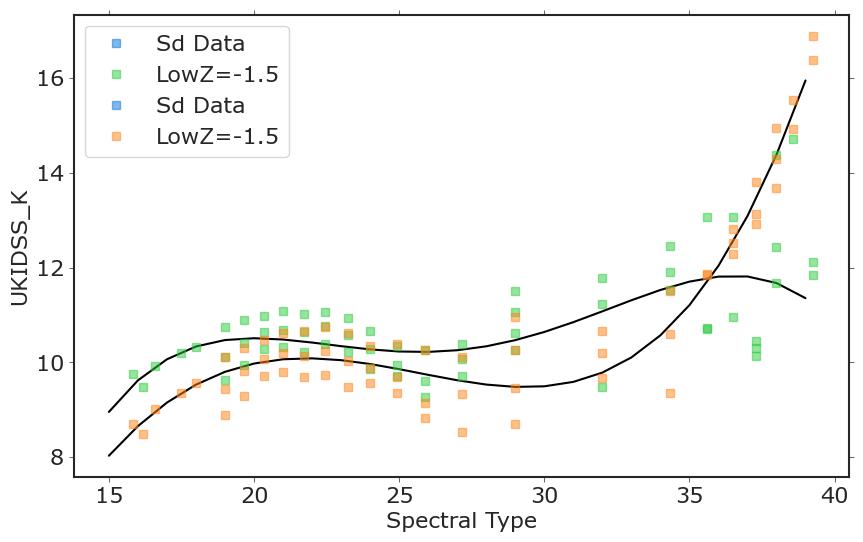 Sd Data
LowZ=-1.5
Sd Data
LowZ=-1.5
16
14
12
10
8
UKIDSS_K
15 20 25 30 35 40
Spectral Type